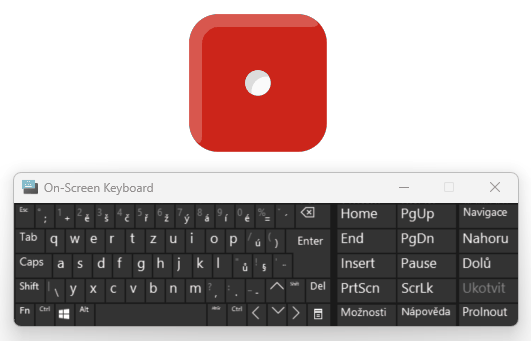 On-Screen Keyboard
Esc ° ; 1 + 2 ě 3 š 4 č 5 ř 6 ž 7 ý 8 á 9 í 0 é % = ˇ ´ Home PgUp Navigace
Tab q w e r t z u i o p / ú ( ) Enter End PgDn Nahoru
Caps a s d f g h j k l " ů ! § ' ¨ Insert Pause Dolů
Shift | \ y x c v b n m ? , : . _ - Shift Del PrtScn ScrLk Ukotvit
Fn Ctrl Alt Ctrl Možnosti Nápověda Prolnout